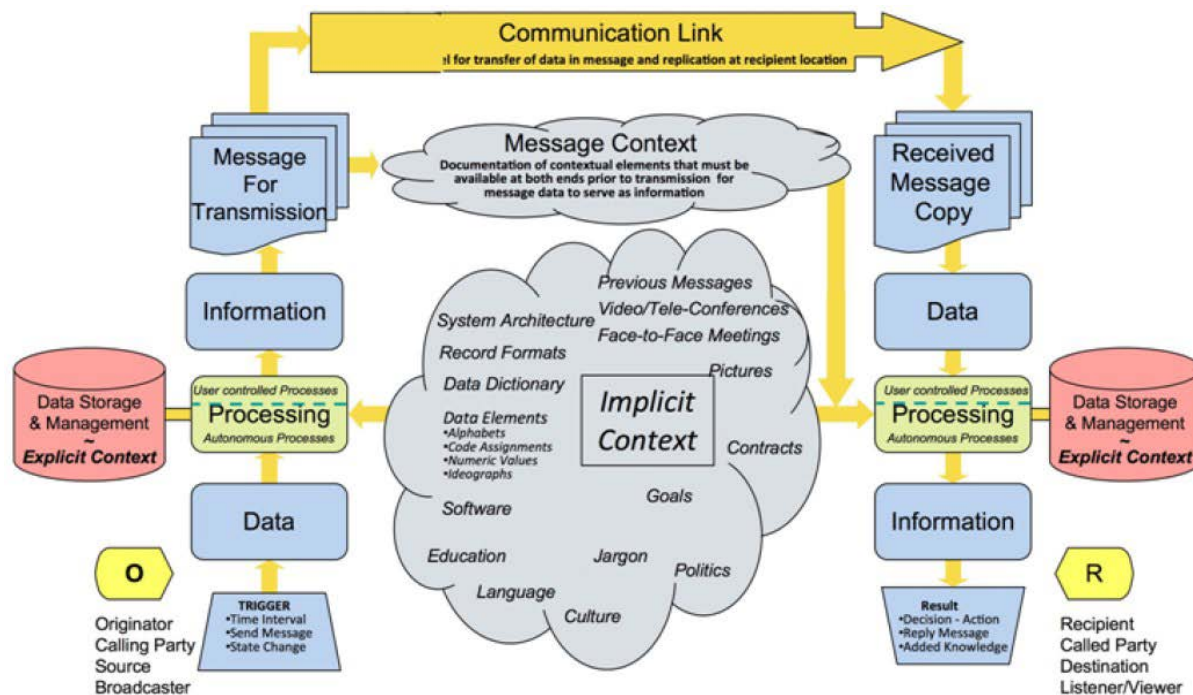 Communication Link
el for transfer of data in message and replication at recipient location
Message
For
Transmission
Message Context
Documentation of contextual elements that must be
available at both ends prior to transmission for
message data to serve as information
Received
Message
Copy
Information
Data
Previous Messages
Video/Tele-Conferences
Face-to-Face Meetings
Pictures
System Architecture
Record Formats
Data Dictionary
Data Elements
•Alphabets
•Code Assignments
•Numeric Values
•Ideographs
Implicit
Context
Contracts
Goals
Software
Education
Jargon
Politics
Language
Culture
Data Storage
& Management
~
Explicit Context
User controlled Processes
Processing
Autonomous Processes
User controlled Processes
Processing
Autonomous Processes
Data Storage
& Management
~
Explicit Context
Data
Information
O
Originator
Calling Party
Source
Broadcaster
TRIGGER
•Time Interval
•Send Message
•State Change
Result
•Decision - Action
•Reply Message
•Added Knowledge
R
Recipient
Called Party
Destination
Listener/Viewer